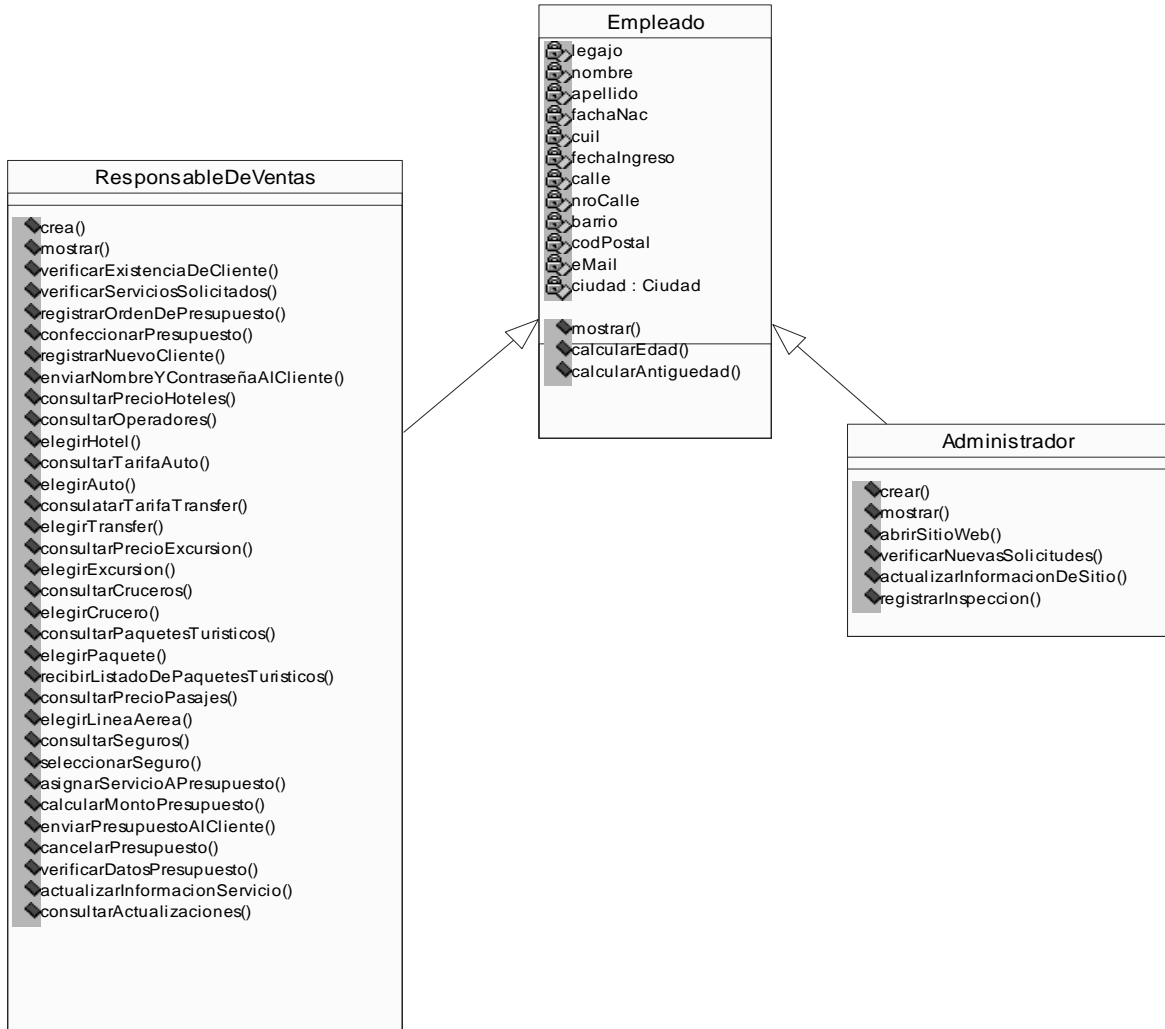 Empleado
legajo
nombre
apellido
fachaNac
cuil
fechaIngreso
calle
nroCalle
barrio
codPostal
eMail
ciudad : Ciudad
mostrar()
calcularEdad()
calcularAntiguedad()
ResponsableDeVentas
crea()
mostrar()
verificarExistenciaDeCliente()
verificarServiciosSolicitados()
registrarOrdenDePresupuesto()
confeccionarPresupuesto()
registrarNuevoCliente()
enviarNombreYContraseñaAlCliente()
consultarPrecioHoteles()
consultarOperadores()
elegirHotel()
consultarTarifaAuto()
elegirAuto()
consulatarTarifaTransfer()
elegirTransfer()
consultarPrecioExcursion()
elegirExcursion()
consultarCruceros()
elegirCrucero()
consultarPaquetesTuristicos()
elegirPaquete()
recibirListadoDePaquetesTuristicos()
consultarPrecioPasajes()
elegirLineaAerea()
consultarSeguros()
seleccionarSeguro()
asignarServicioAPresupuesto()
calcularMontoPresupuesto()
enviarPresupuestoAlCliente()
cancelarPresupuesto()
verificarDatosPresupuesto()
actualizarInformacionServicio()
consultarActualizaciones()
Administrador
crear()
mostrar()
abrirSitioWeb()
verificarNuevasSolicitudes()
actualizarInformacionDeSitio()
registrarInspeccion()